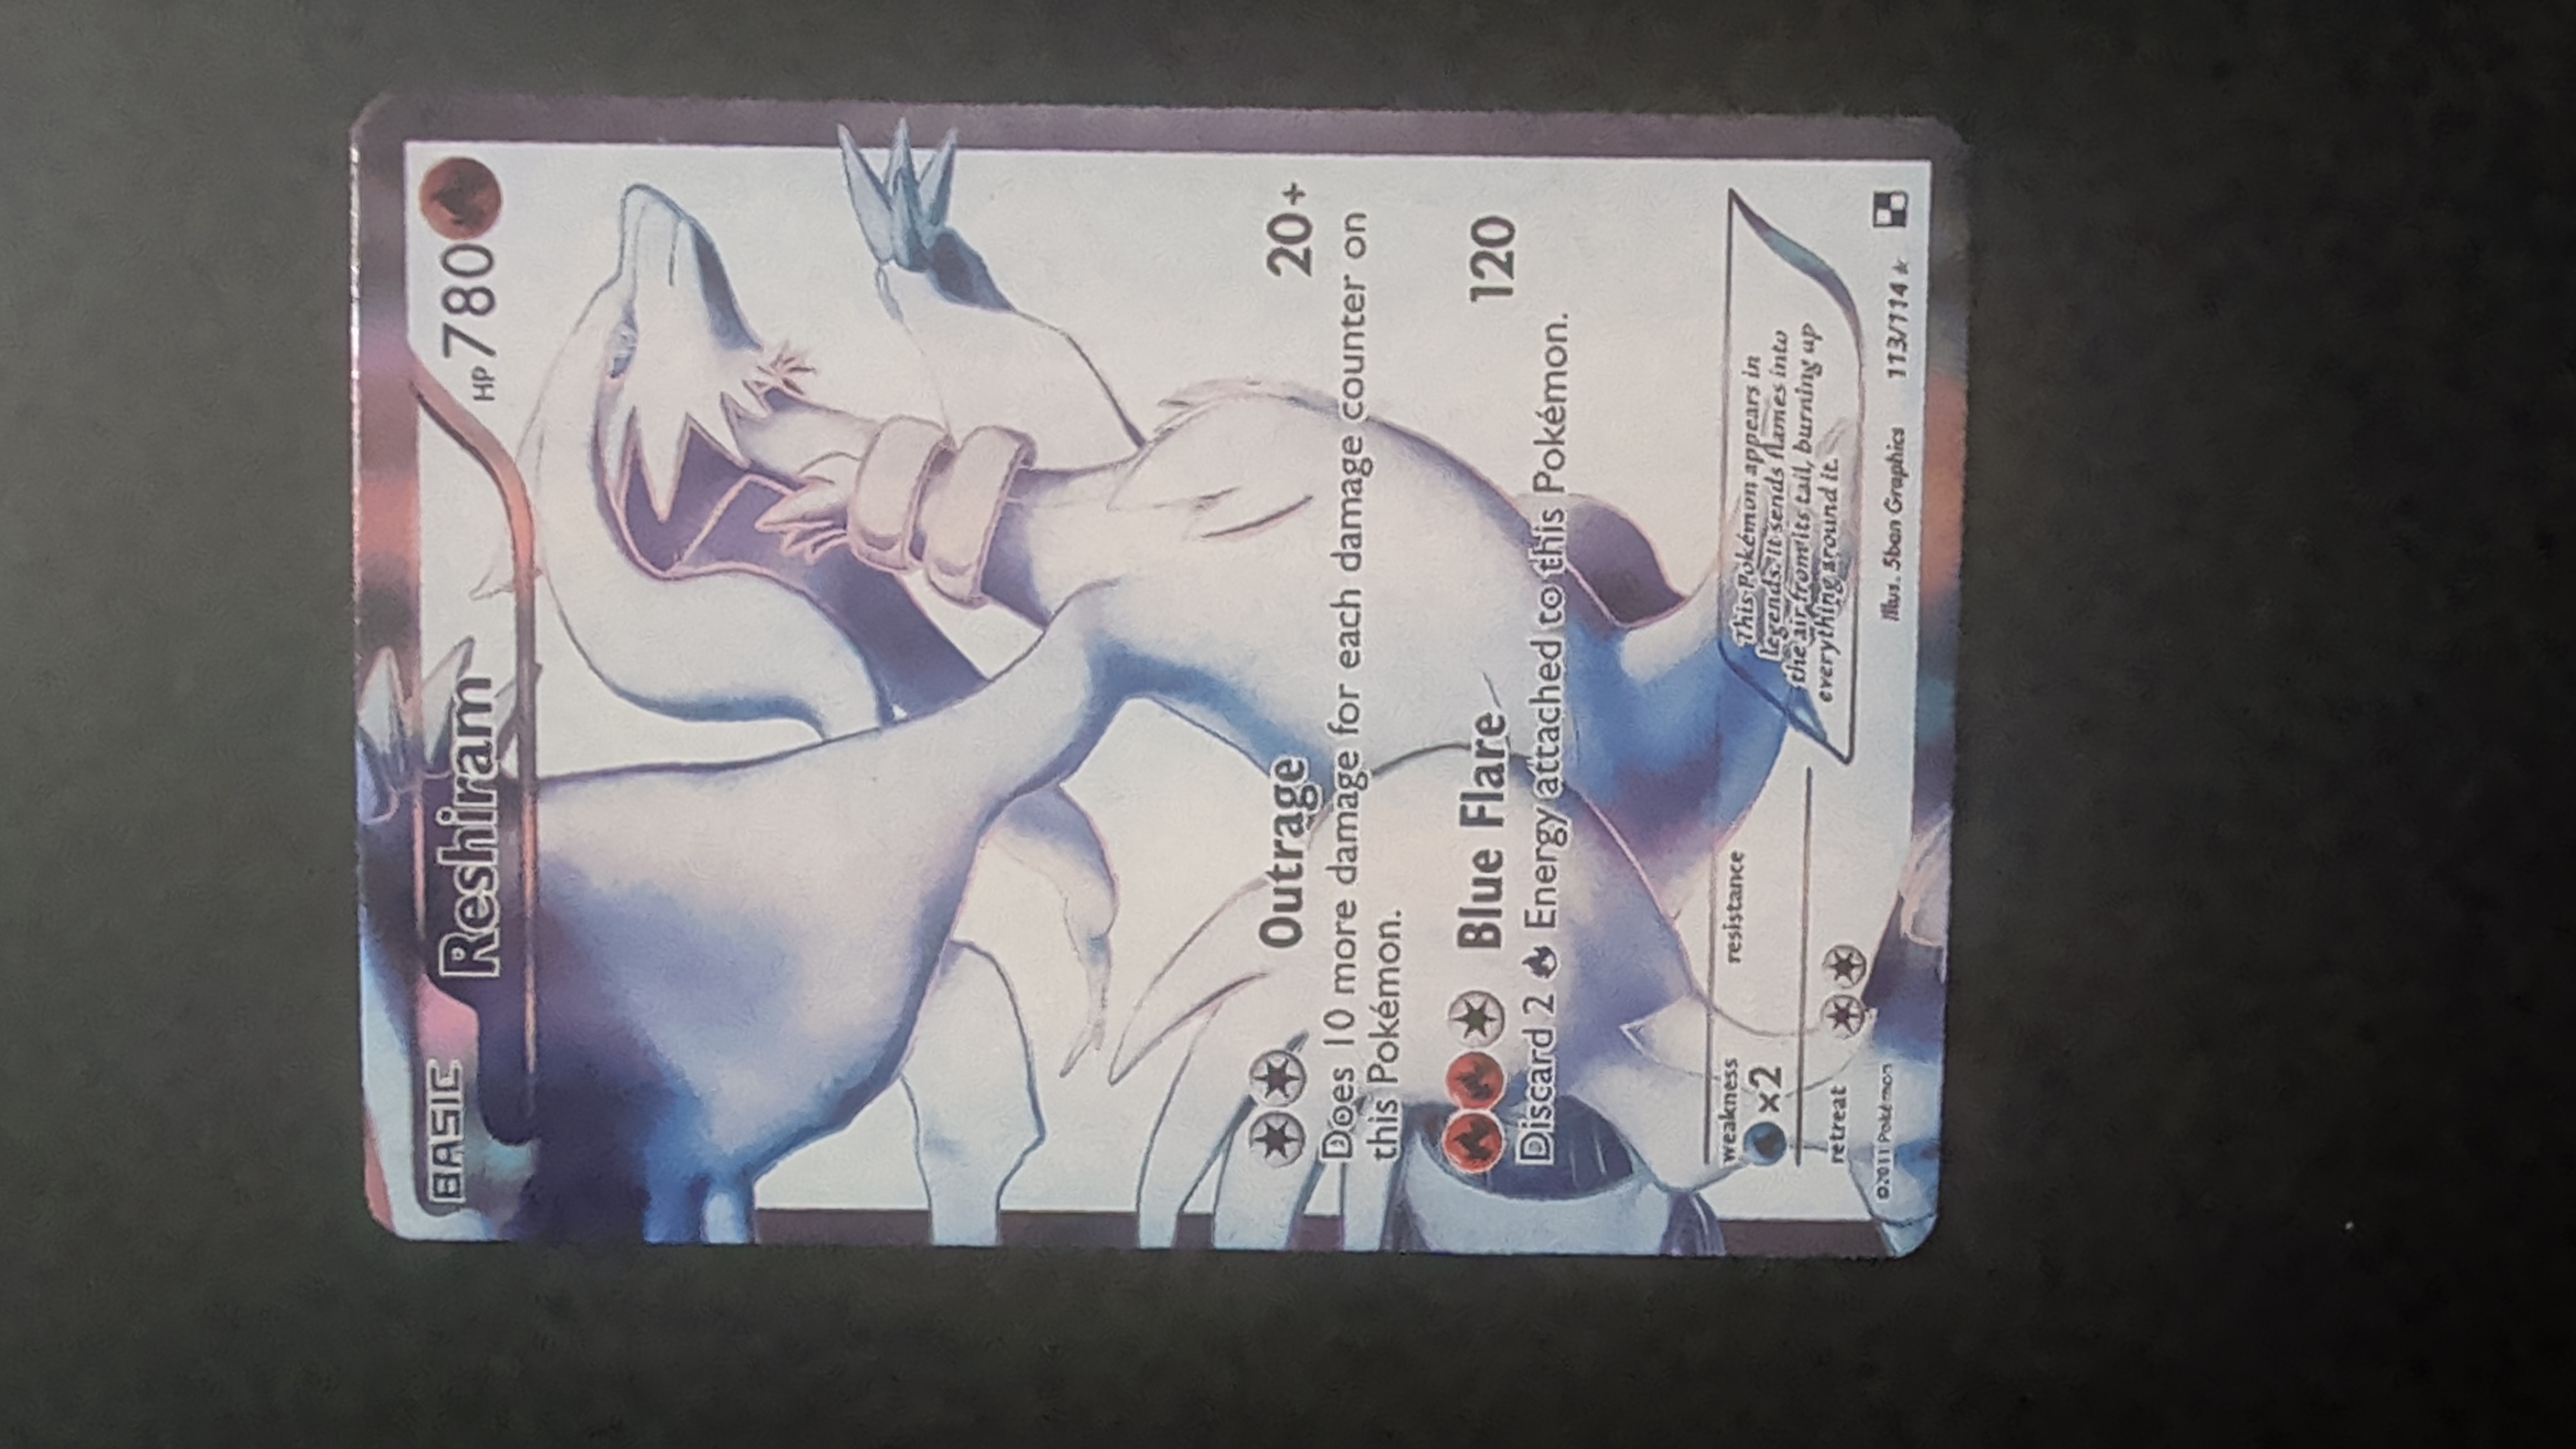 BASIC
Reshiram
HP 780
Outrage 20+
Does 10 more damage for each damage counter on
this Pokémon.
Blue Flare 120
Discard 2 Energy attached to this Pokémon.
weakness resistance
×2
retreat
This Pokémon appears in
legends. It sends flames into
the air from its tail, burning up
everything around it.
©2011 Pokémon Illus. 5ban Graphics 113/114 ★